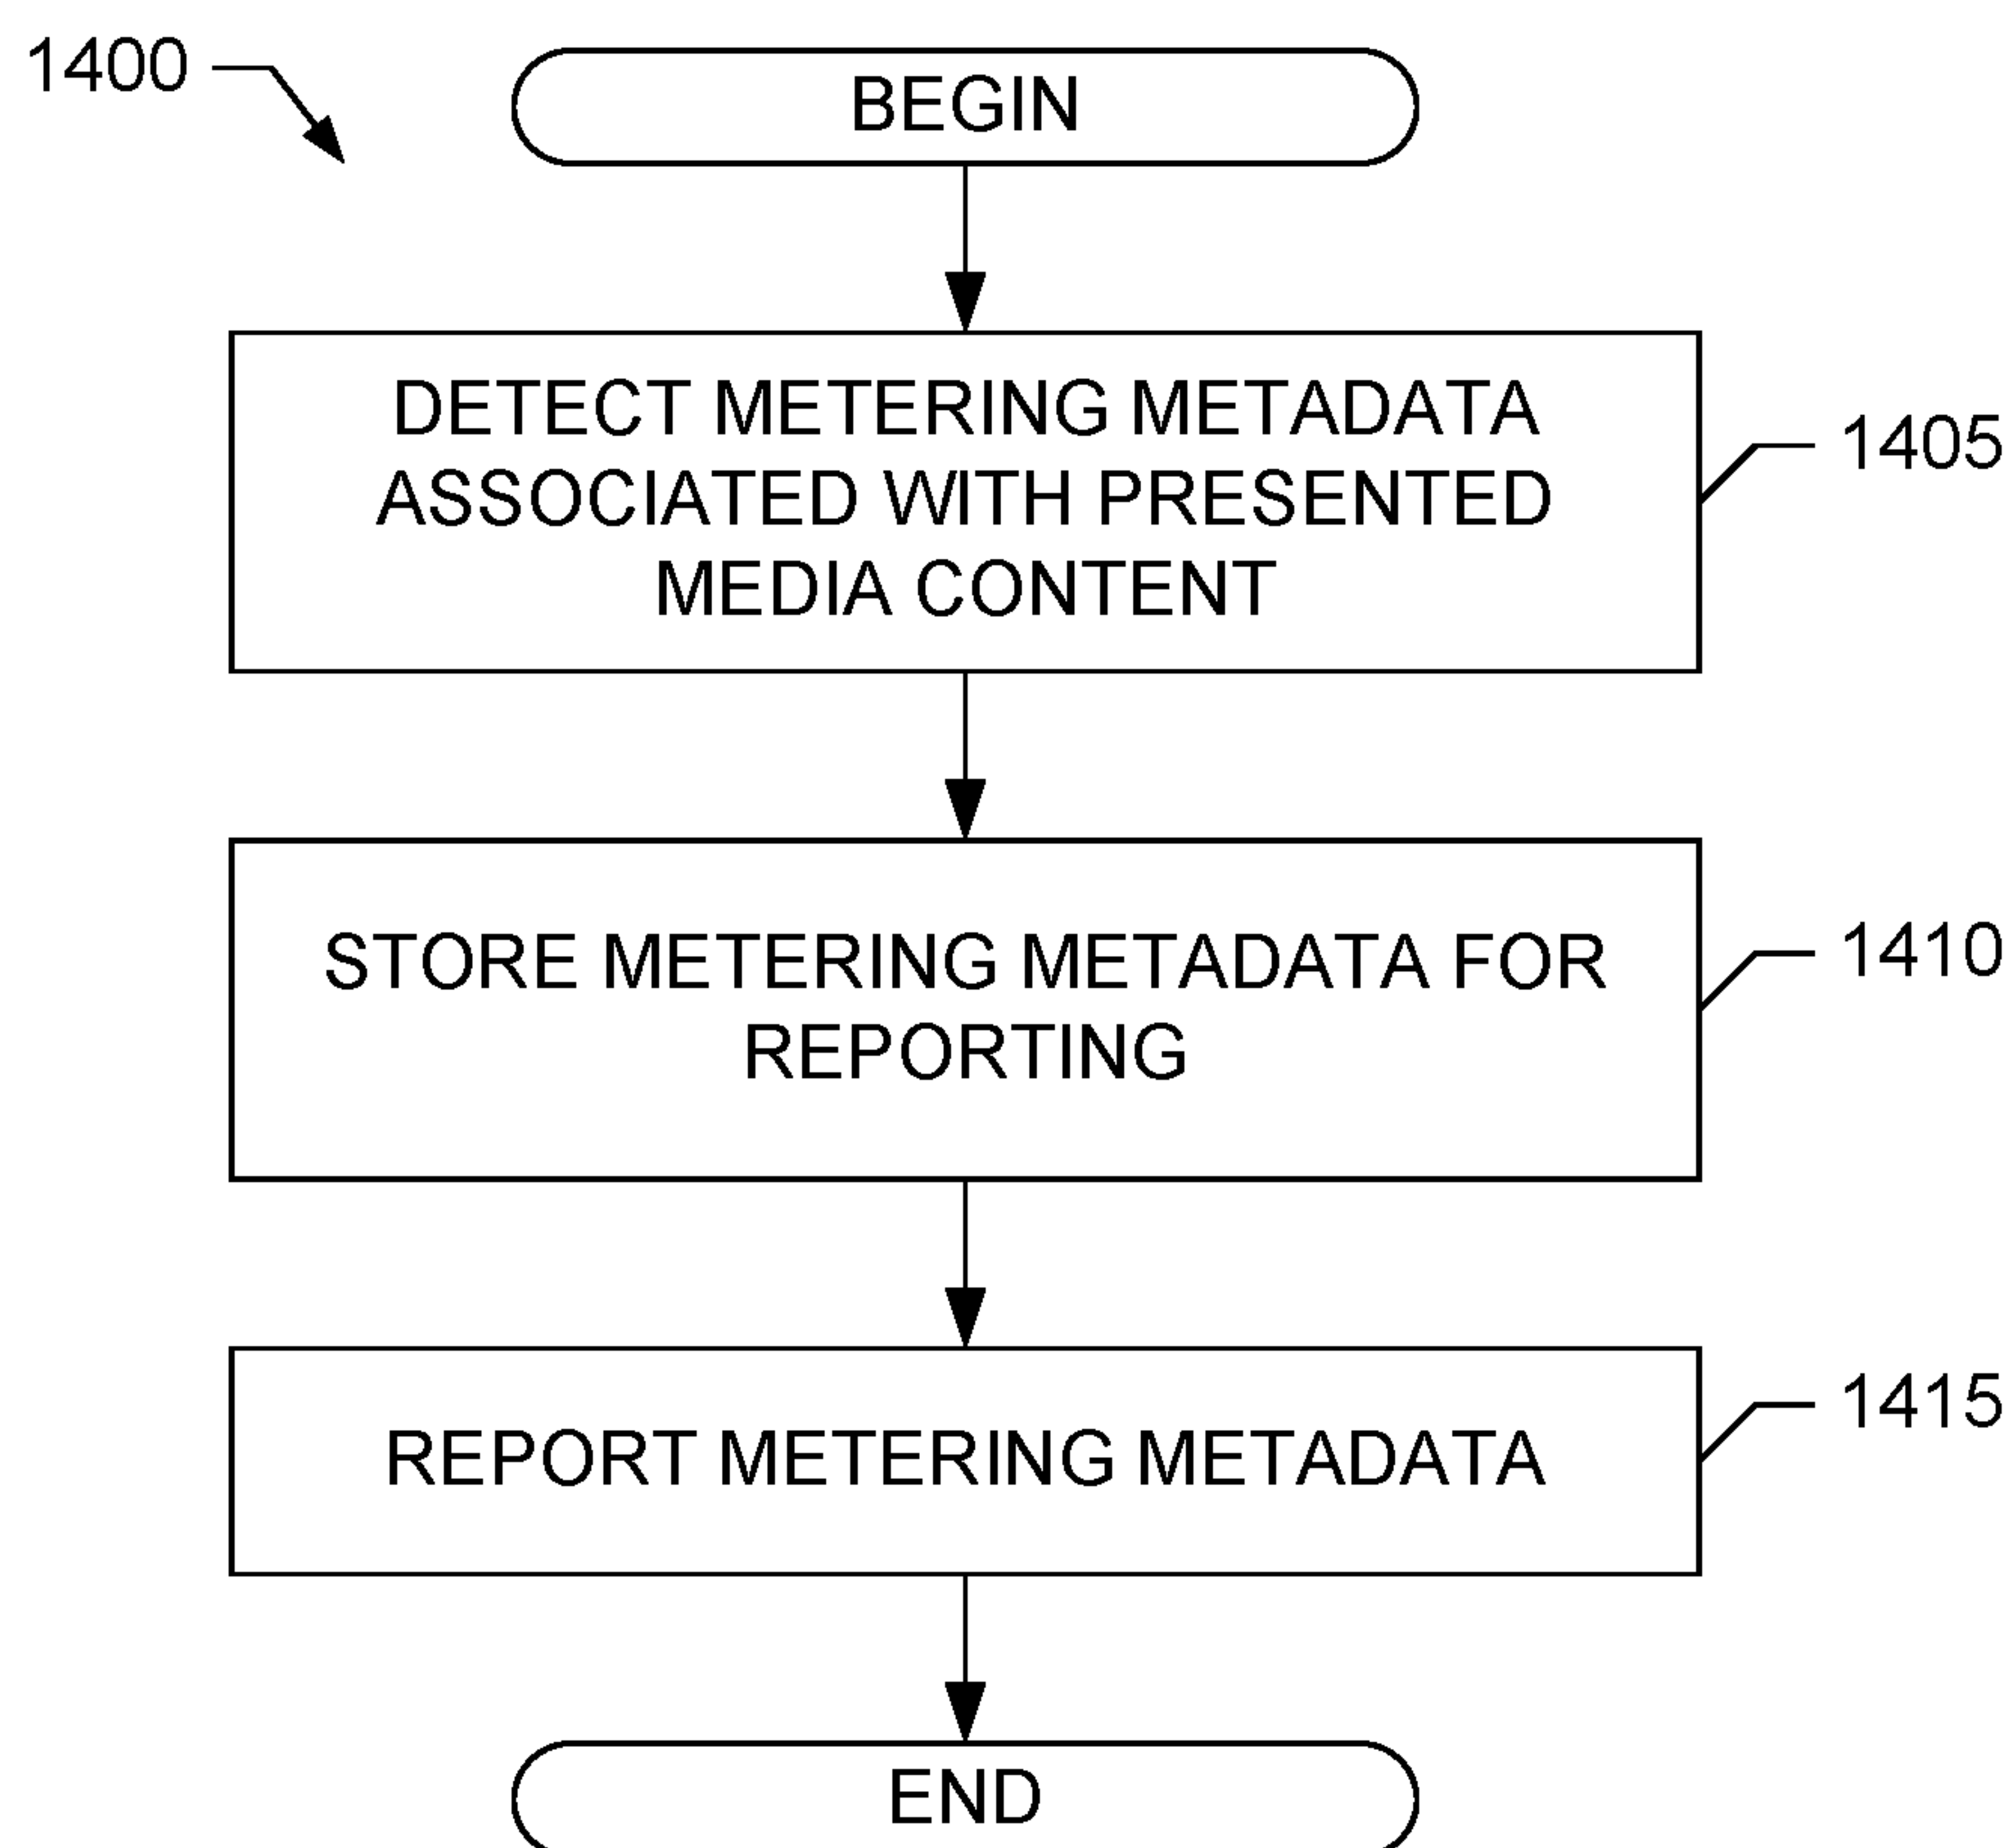 1400
BEGIN
DETECT METERING METADATA
ASSOCIATED WITH PRESENTED
MEDIA CONTENT
1405
STORE METERING METADATA FOR
REPORTING
1410
REPORT METERING METADATA
1415
END